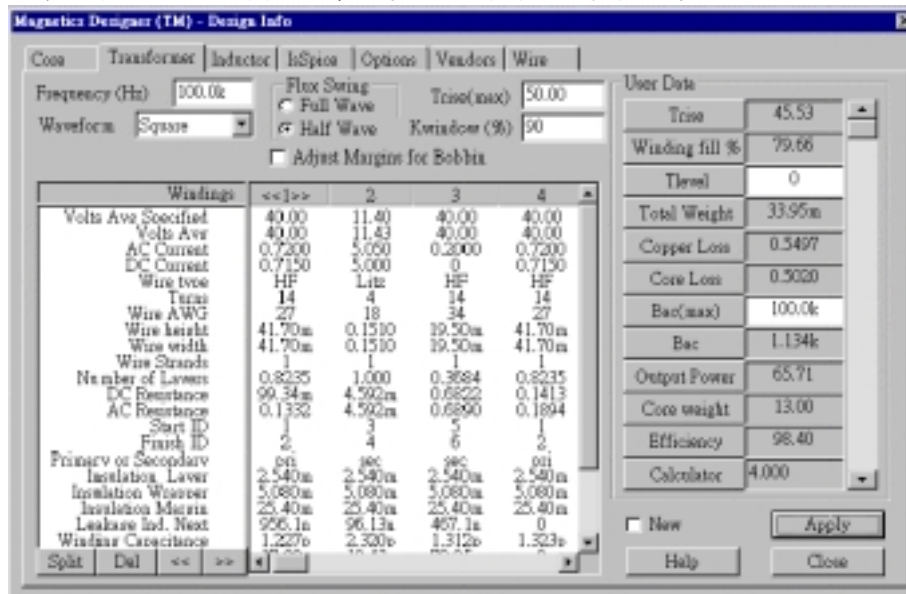 Magnetics Designer (TM) - Design Info
Core Transformer Inductor IsSpice Options Vendors Wire
Frequency (Hz) 100.0k
Waveform Square
Flux Swing
Full Wave
Half Wave
Trise(max) 50.00
Kwindow (%) 90
Adjust Margins for Bobbin
Windings <<1>> 2 3 4
Volts Avg Specified 40.00 11.40 40.00 40.00
Volts Avg 40.00 11.43 40.00 40.00
AC Current 0.7200 5.050 0.2000 0.7200
DC Current 0.7150 5.000 0 0.7150
Wire type HF Litz HF HF
Turns 14 4 14 14
Wire AWG 27 18 34 27
Wire height 41.70m 0.1510 19.50m 41.70m
Wire width 41.70m 0.1510 19.50m 41.70m
Wire Strands 1 1 1 1
Number of Layers 0.8235 1.000 0.3684 0.8235
DC Resistance 99.34m 4.592m 0.6822 0.1413
AC Resistance 0.1332 4.592m 0.6890 0.1894
Start ID 1 3 5 1
Finish ID 2 4 6 2
Primary or Secondary pri sec sec pri
Insulation Layer 2.540m 2.540m 2.540m 2.540m
Insulation Wrapper 5.080m 5.080m 5.080m 5.080m
Insulation Margin 25.40m 25.40m 25.40m 25.40m
Leakage Ind. Next 956.1n 96.13n 467.1n 0
Winding Capacitance 1.227p 2.320p 1.312p 1.323p
Split Del << >>
User Data
Trise 45.53
Winding fill % 79.66
Tlevel 0
Total Weight 33.95m
Copper Loss 0.5497
Core Loss 0.5020
Bac(max) 100.0k
Bac 1.134k
Output Power 65.71
Core weight 13.00
Efficiency 98.40
Calculator 4.000
New Apply
Help Close